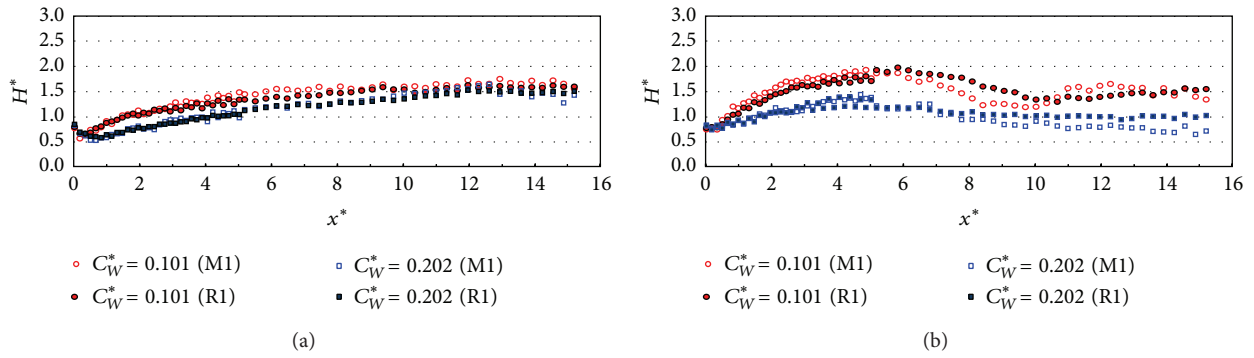 3.0
2.5
2.0
1.5
1.0
0.5
0.0
H*
0 2 4 6 8 10 12 14 16
x*
C*W = 0.101 (M1)
C*W = 0.202 (M1)
C*W = 0.101 (R1)
C*W = 0.202 (R1)
(a)
3.0
2.5
2.0
1.5
1.0
0.5
0.0
H*
0 2 4 6 8 10 12 14 16
x*
C*W = 0.101 (M1)
C*W = 0.202 (M1)
C*W = 0.101 (R1)
C*W = 0.202 (R1)
(b)